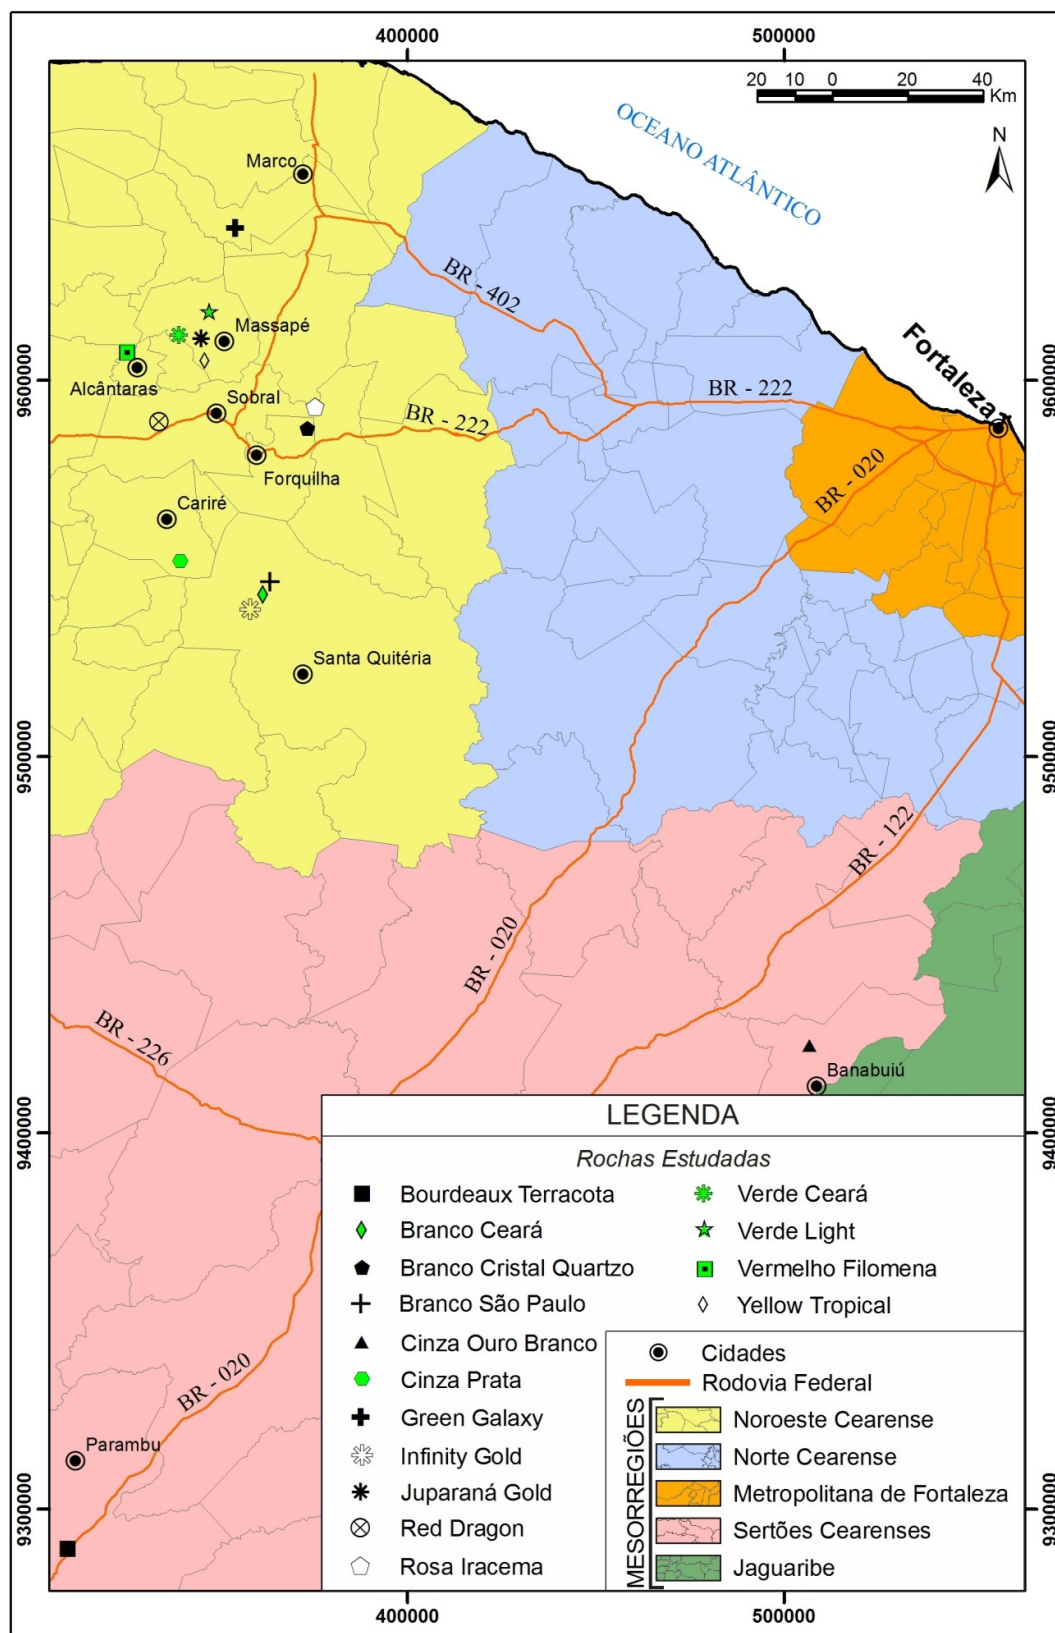 400000
500000
20 10 0 20 40
Km
N
OCEANO ATLÂNTICO
Marco
BR - 402
Massapé
Fortaleza
Alcântaras
9600000
9600000
Sobral
BR - 222
BR - 222
BR - 020
Forquilha
Cariré
Santa Quitéria
9500000
9500000
BR - 122
BR - 020
BR - 226
Banabuiú
9400000
9400000
LEGENDA
Rochas Estudadas
Bourdeaux Terracota
Branco Ceará
Branco Cristal Quartzo
Branco São Paulo
Cinza Ouro Branco
Cinza Prata
Green Galaxy
Infinity Gold
Juparaná Gold
Red Dragon
Rosa Iracema
Verde Ceará
Verde Light
Vermelho Filomena
Yellow Tropical
Cidades
Rodovia Federal
MESORREGIÕES
Noroeste Cearense
Norte Cearense
Metropolitana de Fortaleza
Sertões Cearenses
Jaguaribe
BR - 020
Parambu
9300000
9300000
400000
500000